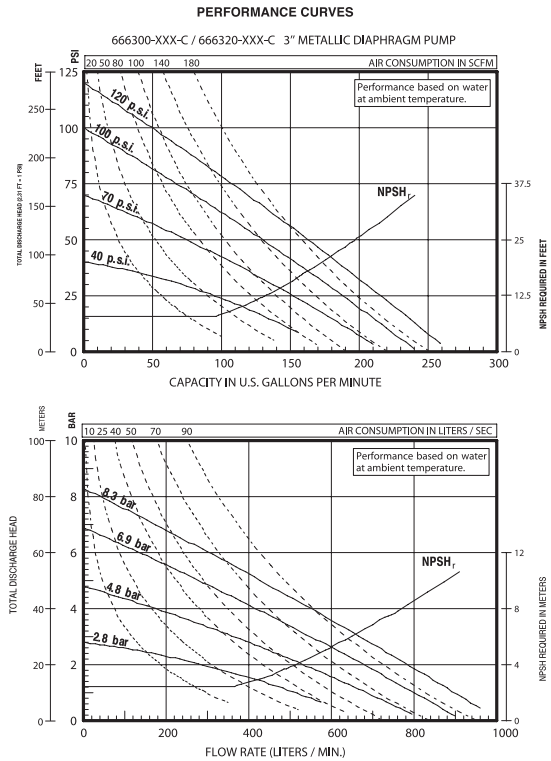 PERFORMANCE CURVES
666300-XXX-C / 666320-XXX-C 3" METALLIC DIAPHRAGM PUMP
FEET
PSI
20 50 80 100 140 180
AIR CONSUMPTION IN SCFM
Performance based on water
at ambient temperature.
125
100
75
50
25
0
250
200
150
100
50
0
TOTAL DISCHARGE HEAD (2.31 FT = 1 PSI)
120 p.s.i.
100 p.s.i.
70 p.s.i.
40 p.s.i.
NPSHr
37.5
25
12.5
0
NPSH REQUIRED IN FEET
0 50 100 150 200 250 300
CAPACITY IN U.S. GALLONS PER MINUTE
METERS
BAR
10 25 40 50 70 90
AIR CONSUMPTION IN LITERS / SEC
Performance based on water
at ambient temperature.
100
80
60
40
20
0
10
8
6
4
2
0
TOTAL DISCHARGE HEAD
8.3 bar
6.9 bar
4.8 bar
2.8 bar
NPSHr
12
8
4
0
NPSH REQUIRED IN METERS
0 200 400 600 800 1000
FLOW RATE (LITERS / MIN.)